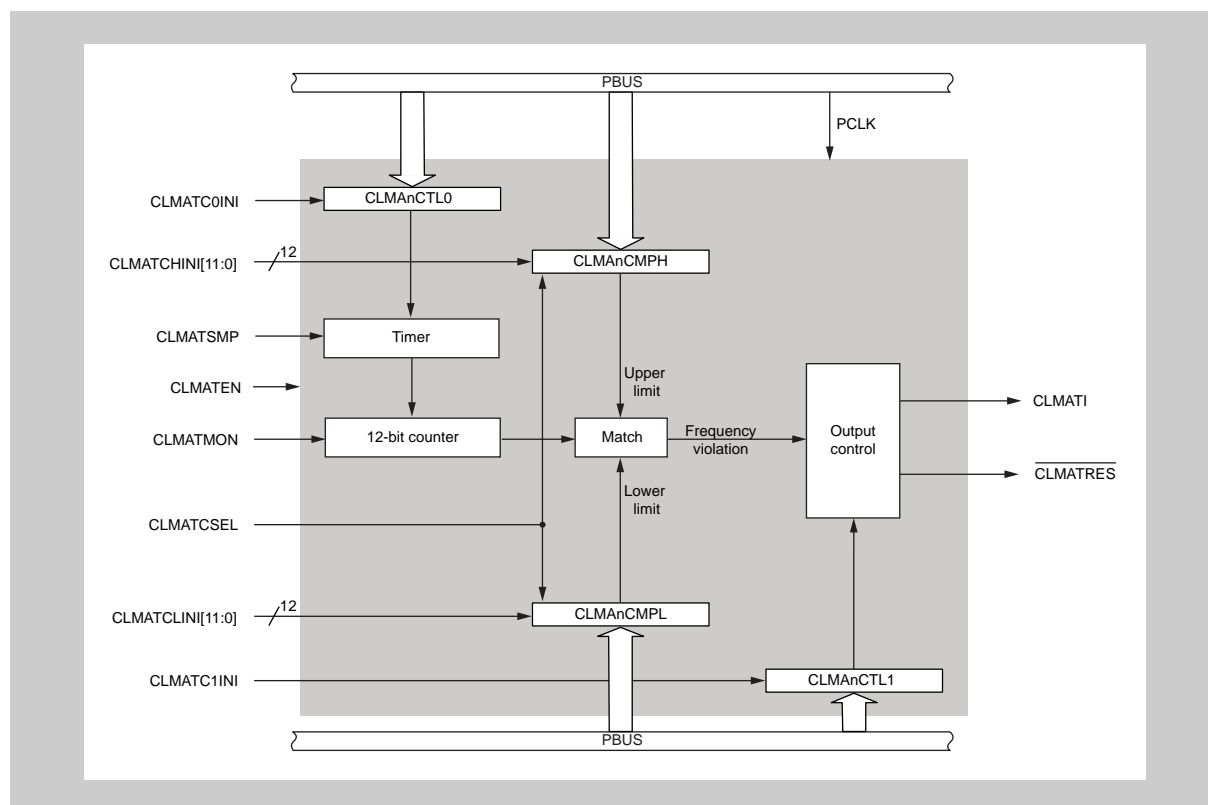 PBUS
PCLK
CLMATC0INI
CLMAnCTL0
CLMATCHINI[11:0]
12
CLMAnCMPH
CLMATSMP
Timer
Upper
limit
CLMATEN
CLMATI
CLMATMON
12-bit counter
Match
Frequency
violation
Output
control
CLMATRES
Lower
limit
CLMATCSEL
CLMATCLINI[11:0]
12
CLMAnCMPL
CLMATC1INI
CLMAnCTL1
PBUS